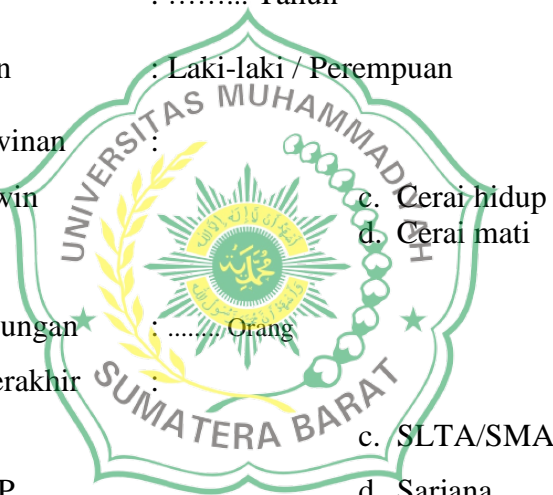 : ……... Tahun
n : Laki-laki / Perempuan
UNIVERSITAS MUHAMMADIYAH
winan :
win c. Cerai hidup
d. Cerai mati
ungan : ........ Orang
erakhir :
SUMATERA BARAT
c. SLTA/SMA
P d. Sarjana